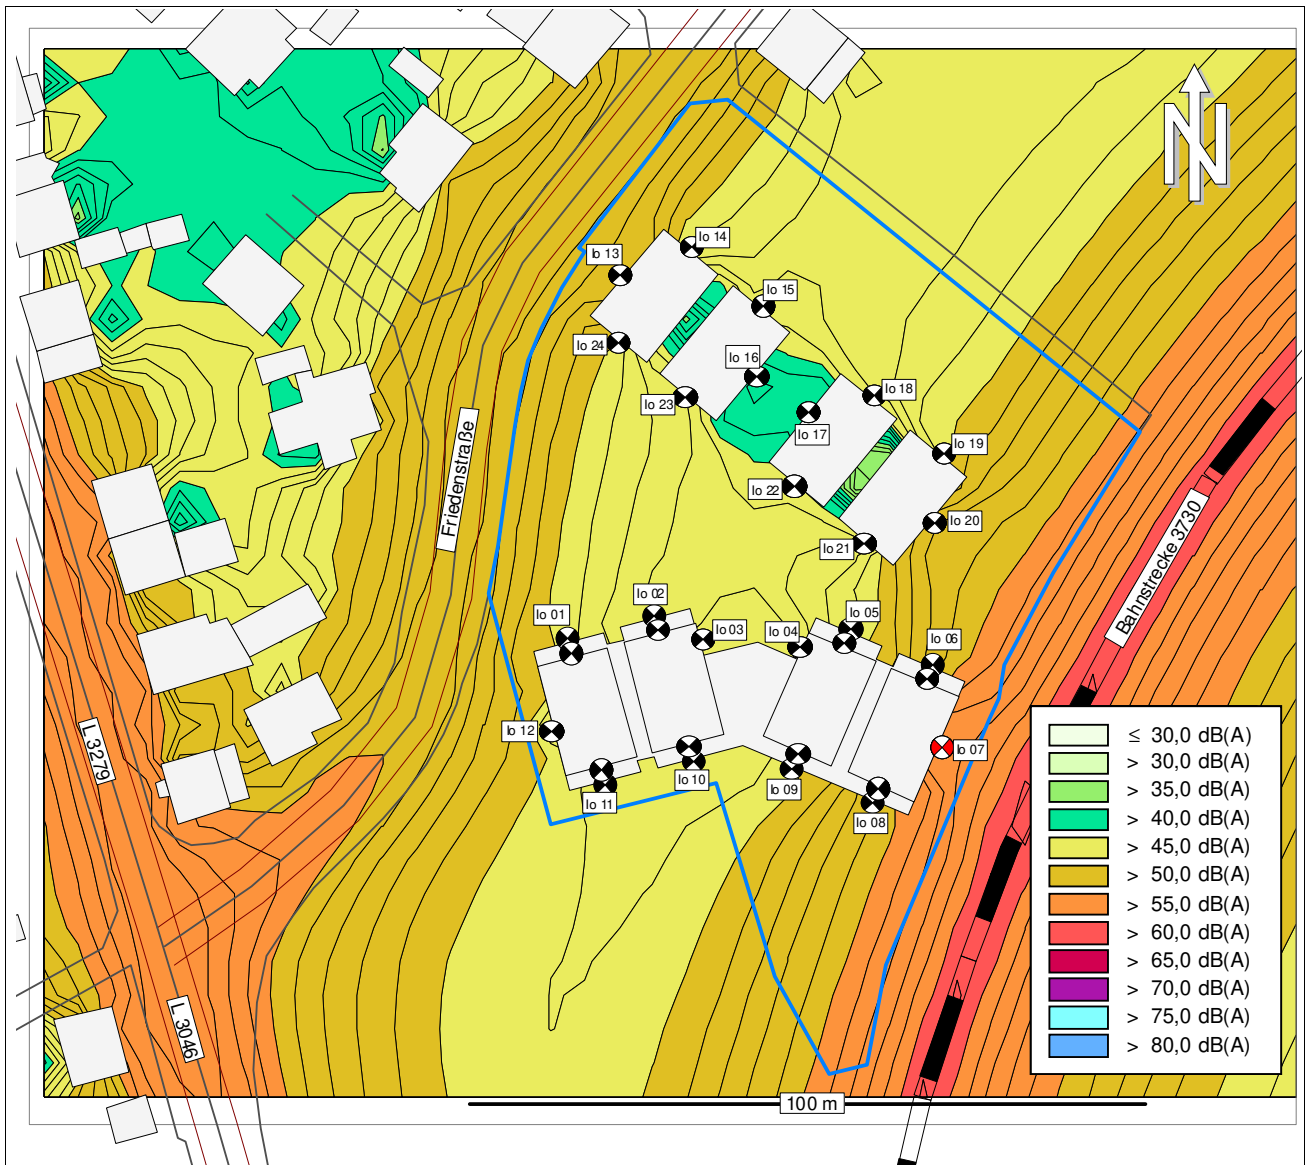 N
Io 14
Io 13
Io 15
Io 24
Io 16
Io 18
Io 23
Io 17
Io 19
Io 22
Io 20
Io 21
Friedenstraße
Bahnstrecke 3730
Io 01
Io 02
Io 03
Io 04
Io 05
Io 06
Io 12
Io 07
Io 10
Io 09
Io 11
Io 08
L 3279
L 3046
≤ 30,0 dB(A)
> 30,0 dB(A)
> 35,0 dB(A)
> 40,0 dB(A)
> 45,0 dB(A)
> 50,0 dB(A)
> 55,0 dB(A)
> 60,0 dB(A)
> 65,0 dB(A)
> 70,0 dB(A)
> 75,0 dB(A)
> 80,0 dB(A)
100 m